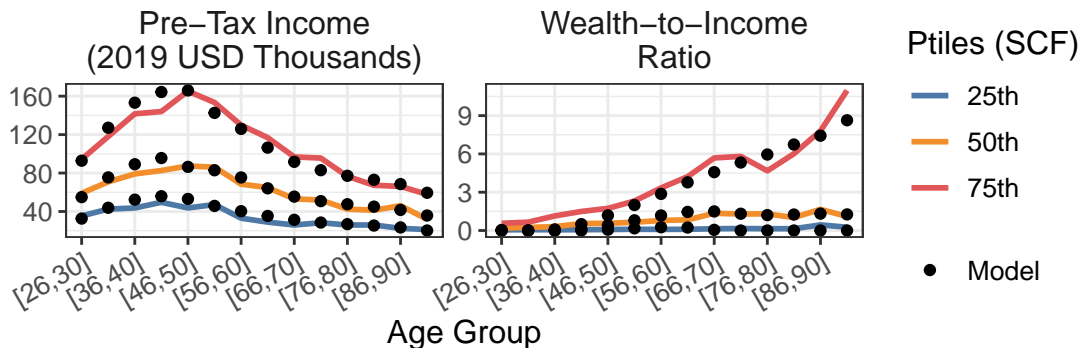 Pre−Tax Income
(2019 USD Thousands)
160
120
80
40
[26,30]
[36,40]
[46,50]
[56,60]
[66,70]
[76,80]
[86,90]
Wealth−to−Income
Ratio
9
6
3
0
[26,30]
[36,40]
[46,50]
[56,60]
[66,70]
[76,80]
[86,90]
Age Group
Ptiles (SCF)
25th
50th
75th
Model